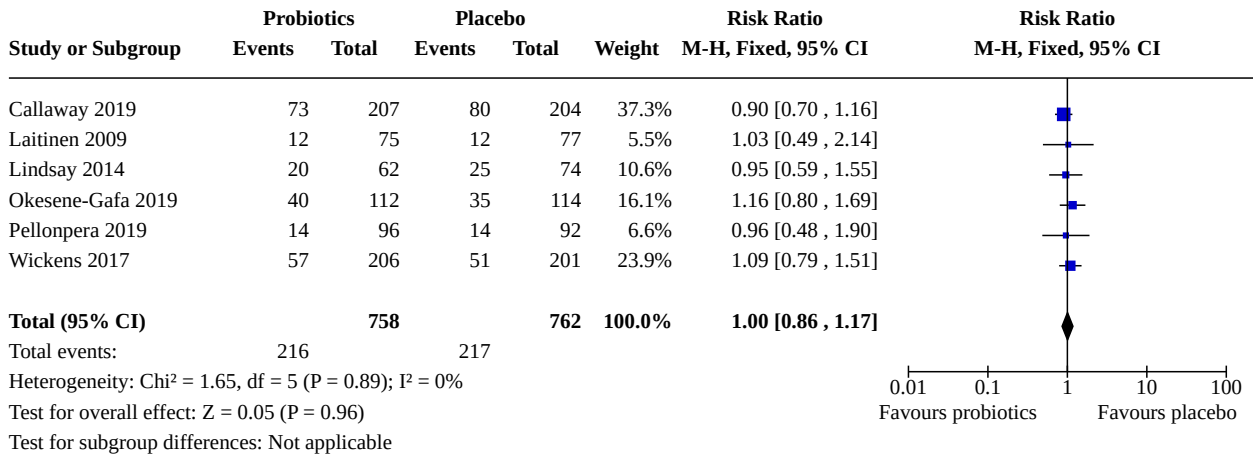 Probiotics Placebo Risk Ratio Risk Ratio
Study or Subgroup Events Total Events Total Weight M-H, Fixed, 95% CI M-H, Fixed, 95% CI
Callaway 2019 73 207 80 204 37.3% 0.90 [0.70 , 1.16]
Laitinen 2009 12 75 12 77 5.5% 1.03 [0.49 , 2.14]
Lindsay 2014 20 62 25 74 10.6% 0.95 [0.59 , 1.55]
Okesene-Gafa 2019 40 112 35 114 16.1% 1.16 [0.80 , 1.69]
Pellonpera 2019 14 96 14 92 6.6% 0.96 [0.48 , 1.90]
Wickens 2017 57 206 51 201 23.9% 1.09 [0.79 , 1.51]
Total (95% CI) 758 762 100.0% 1.00 [0.86 , 1.17]
Total events: 216 217
Heterogeneity: Chi² = 1.65, df = 5 (P = 0.89); I² = 0%
0.01 0.1 1 10 100
Test for overall effect: Z = 0.05 (P = 0.96)
Favours probiotics Favours placebo
Test for subgroup differences: Not applicable